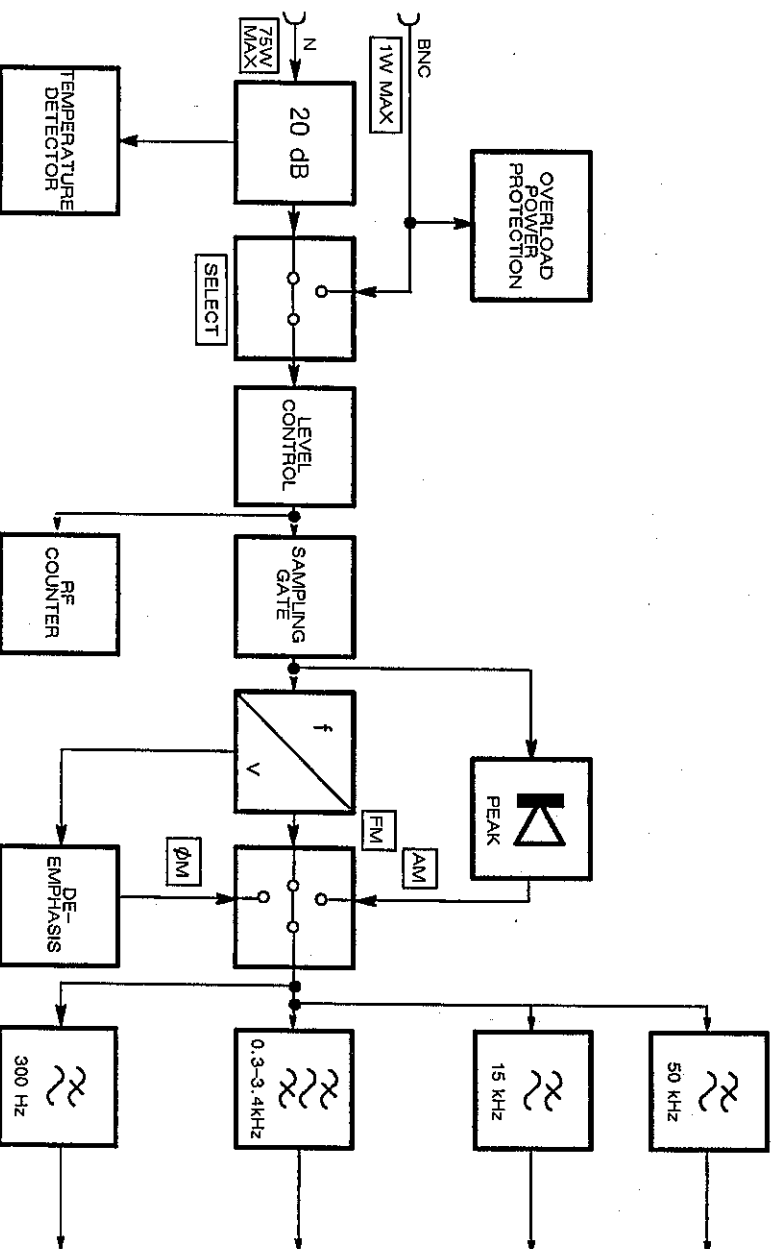 BNC
1W MAX
OVERLOAD
POWER
PROTECTION
N
75W
MAX
20 dB
TEMPERATURE
DETECTOR
SELECT
LEVEL
CONTROL
RF
COUNTER
SAMPLING
GATE
f
V
PEAK
FM
AM
ØM
DE-
EMPHASIS
50 kHz
15 kHz
0.3-3.4kHz
300 Hz